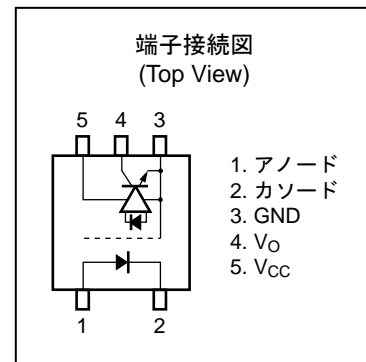 端子接続図
(Top View)
5 4 3
1 2
1. アノード
2. カソード
3. GND
4. VO
5. VCC